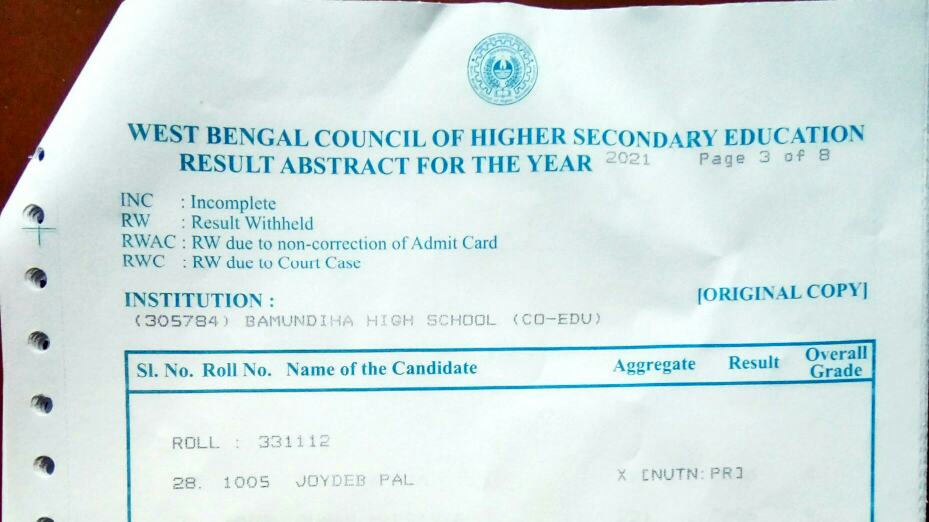 WEST BENGAL COUNCIL OF HIGHER SECONDARY EDUCATION
RESULT ABSTRACT FOR THE YEAR 2021 Page 3 of 8
INC : Incomplete
RW : Result Withheld
RWAC : RW due to non-correction of Admit Card
RWC : RW due to Court Case
INSTITUTION : [ORIGINAL COPY]
(305784) BAMUNDIHA HIGH SCHOOL (CO-EDU)
Sl. No. Roll No. Name of the Candidate Aggregate Result Overall Grade
ROLL : 331112
28. 1005 JOYDEB PAL X [NUTN:PR]